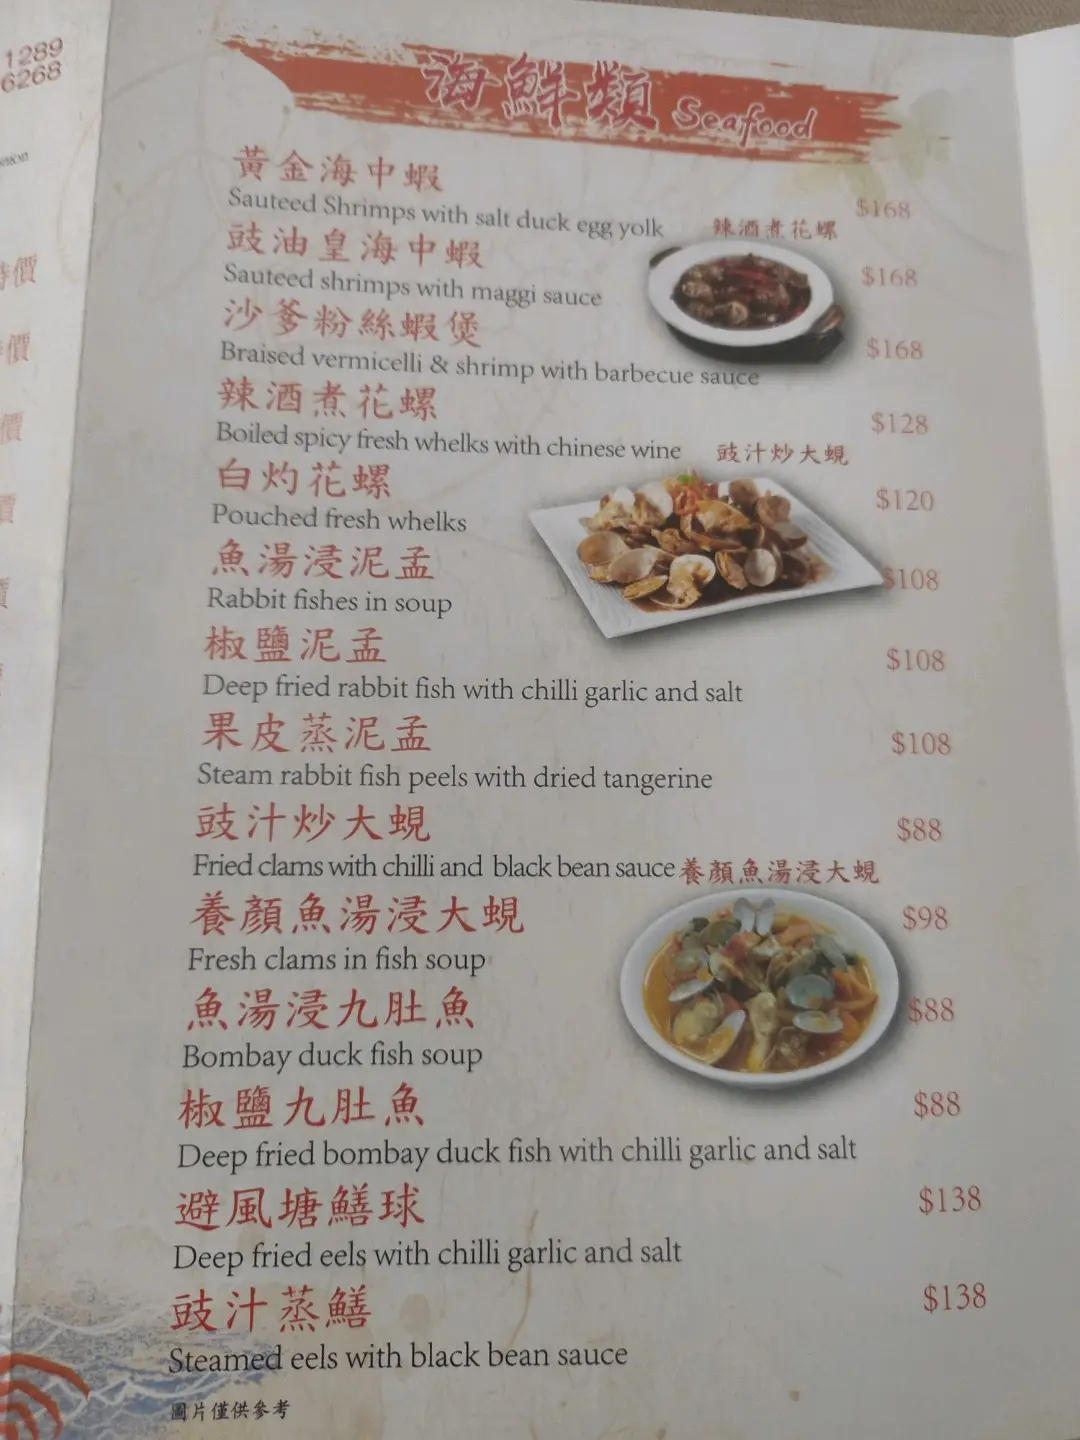 1289
6268
海鮮類 Seafood
黃金海中蝦
Sauteed Shrimps with salt duck egg yolk
$168
豉油皇海中蝦
Sauteed shrimps with maggi sauce
$168
辣酒煮花螺
沙爹粉絲蝦煲
Braised vermicelli & shrimp with barbecue sauce
$168
辣酒煮花螺
Boiled spicy fresh whelks with chinese wine
$128
豉汁炒大蜆
白灼花螺
Pouched fresh whelks
$120
魚湯浸泥孟
Rabbit fishes in soup
$108
椒鹽泥孟
Deep fried rabbit fish with chilli garlic and salt
$108
果皮蒸泥孟
Steam rabbit fish peels with dried tangerine
$108
豉汁炒大蜆
Fried clams with chilli and black bean sauce
$88
養顏魚湯浸大蜆
養顏魚湯浸大蜆
Fresh clams in fish soup
$98
魚湯浸九肚魚
Bombay duck fish soup
$88
椒鹽九肚魚
Deep fried bombay duck fish with chilli garlic and salt
$88
避風塘鱔球
Deep fried eels with chilli garlic and salt
$138
豉汁蒸鱔
Steamed eels with black bean sauce
$138
圖片僅供參考